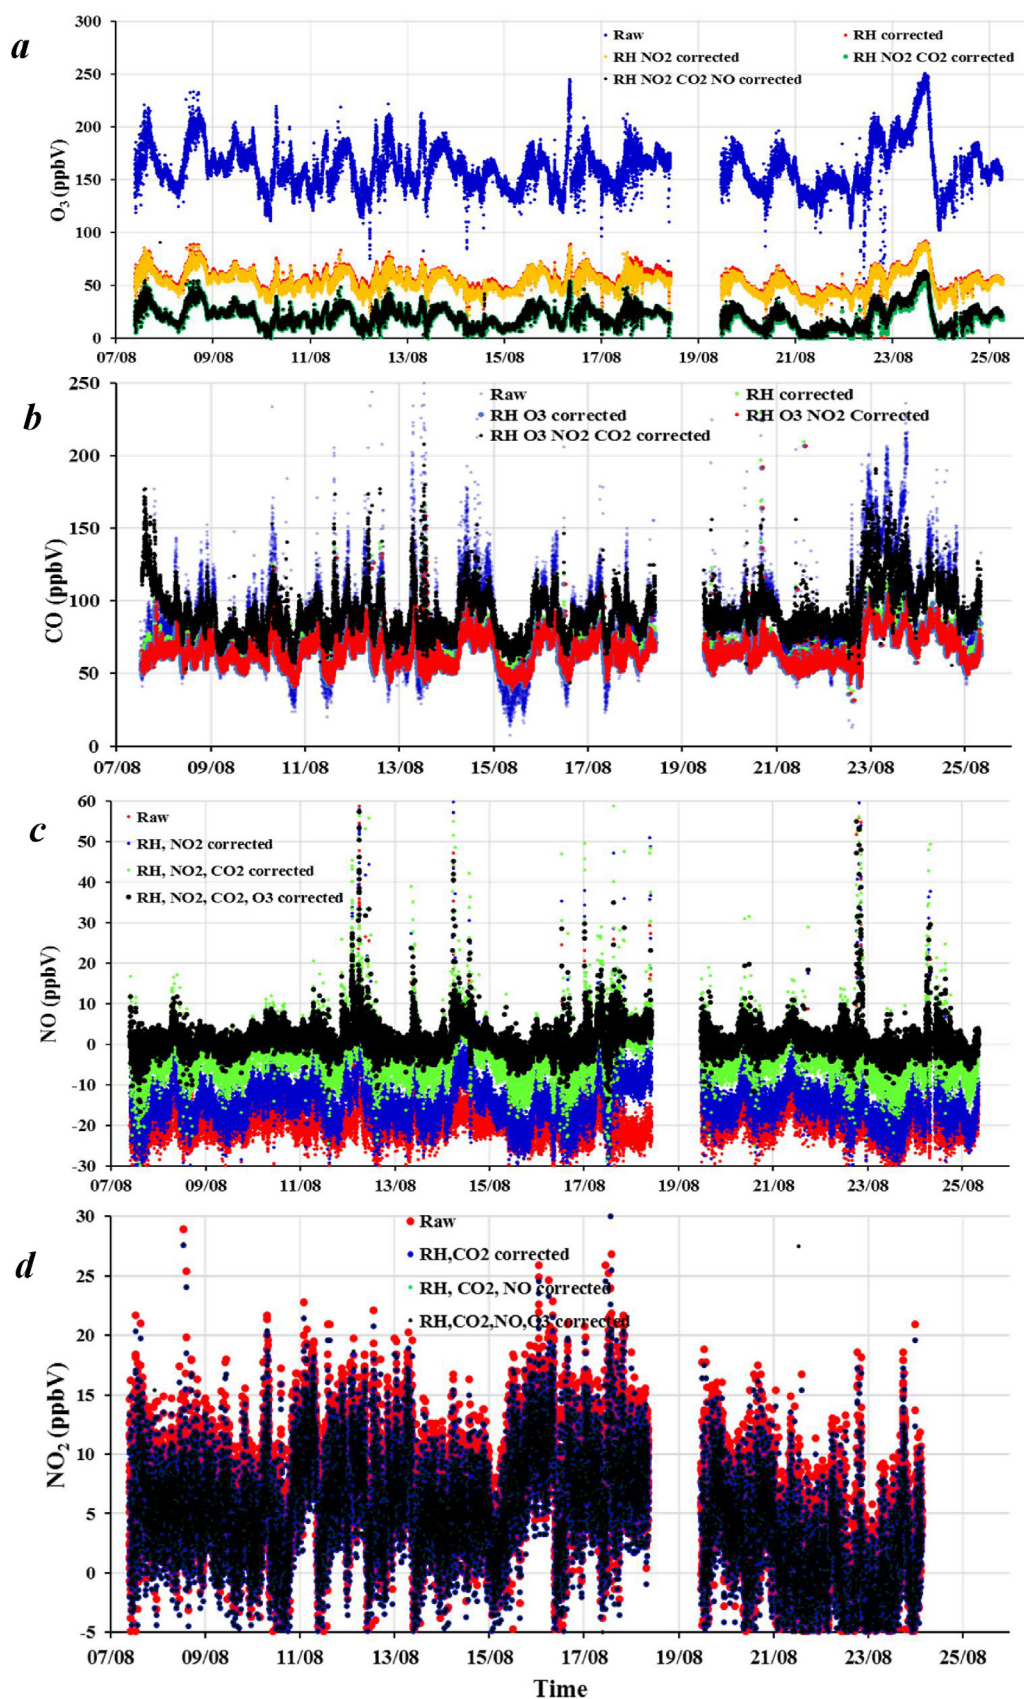 a
300
250
200
150
100
50
0
O3 (ppbV)
Raw
RH corrected
RH NO2 corrected
RH NO2 CO2 corrected
RH NO2 CO2 NO corrected
07/08 09/08 11/08 13/08 15/08 17/08 19/08 21/08 23/08 25/08
b
250
200
150
100
50
0
CO (ppbV)
Raw
RH corrected
RH O3 corrected
RH O3 NO2 Corrected
RH O3 NO2 CO2 corrected
07/08 09/08 11/08 13/08 15/08 17/08 19/08 21/08 23/08 25/08
c
60
50
40
30
20
10
0
-10
-20
-30
NO (ppbV)
Raw
RH, NO2 corrected
RH, NO2, CO2 corrected
RH, NO2, CO2, O3 corrected
07/08 09/08 11/08 13/08 15/08 17/08 19/08 21/08 23/08 25/08
d
30
25
20
15
10
5
0
-5
NO2 (ppbV)
Raw
RH,CO2 corrected
RH, CO2, NO corrected
RH,CO2,NO,O3 corrected
07/08 09/08 11/08 13/08 15/08 17/08 19/08 21/08 23/08 25/08
Time